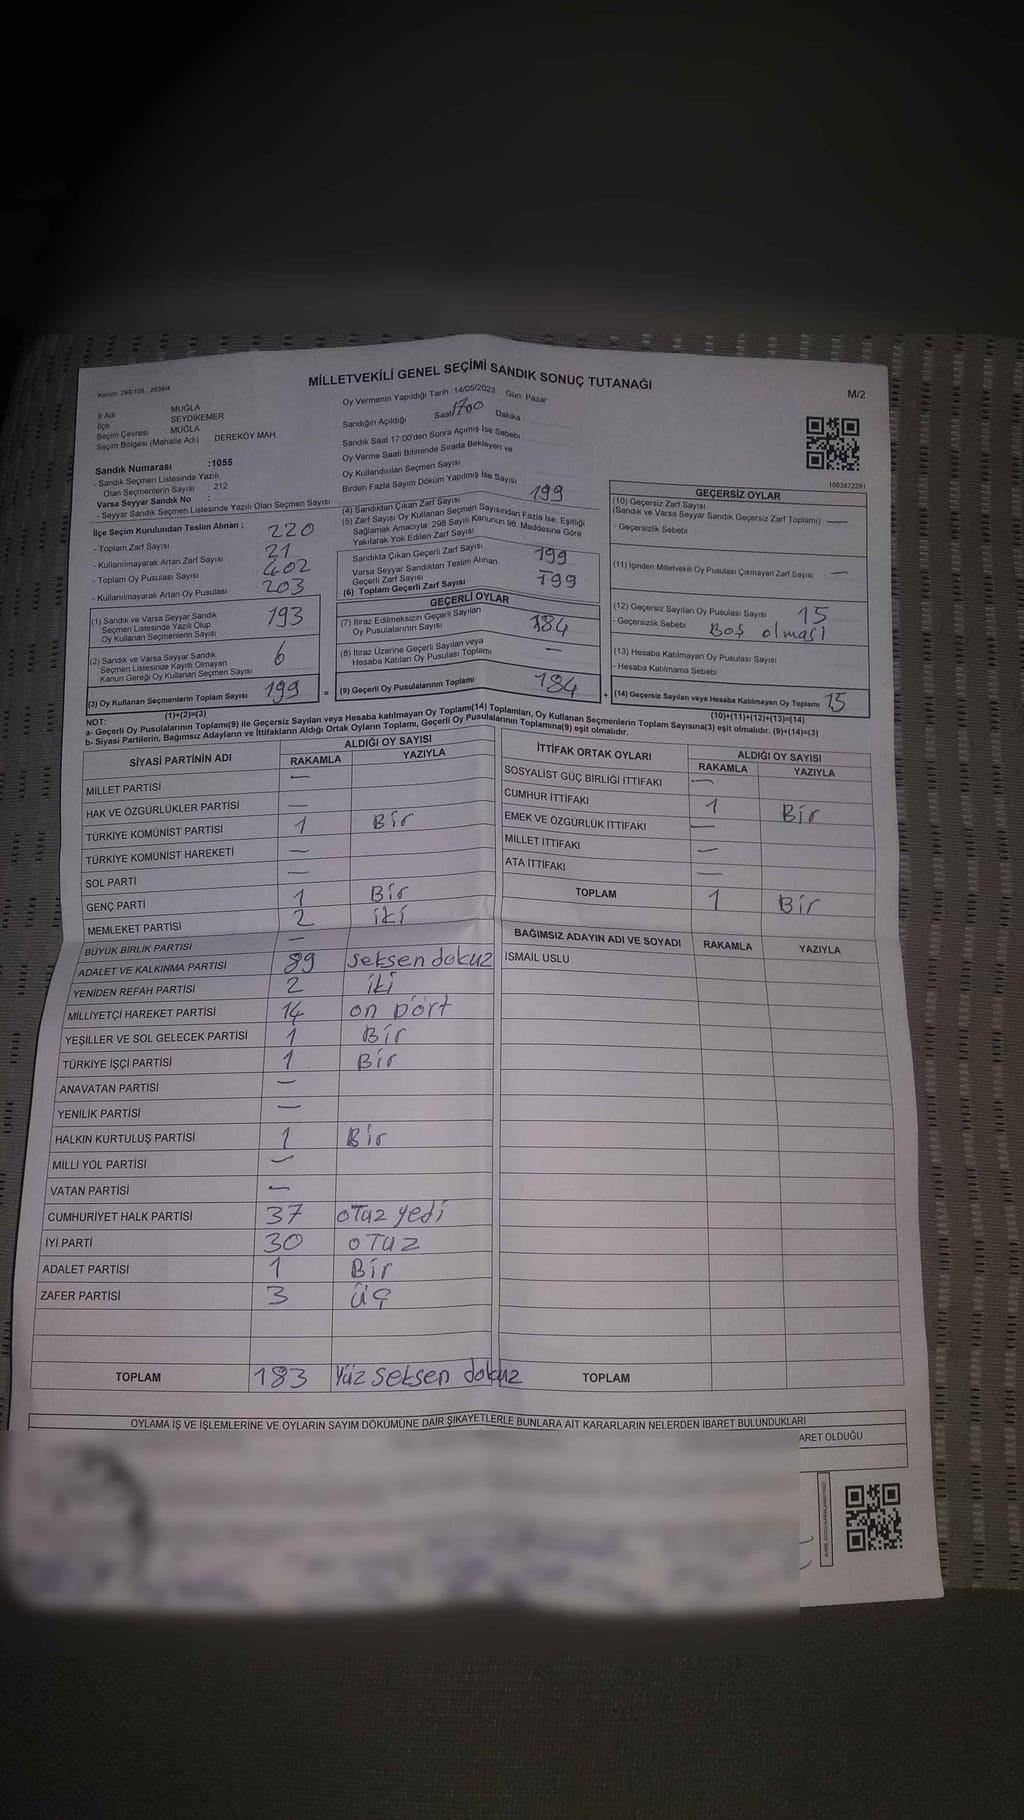 MİLLETVEKİLİ GENEL SEÇİMİ SANDIK SONUÇ TUTANAĞI
Kanun: 298/105 , 2839/4
M/2
İl Adı : MUĞLA
İlçe : SEYDİKEMER
Seçim Çevresi : MUĞLA
Seçim Bölgesi (Mahalle Adı) : DEREKÖY MAH.
Sandık Numarası :1055
- Sandık Seçmen Listesinde Yazılı
Olan Seçmenlerin Sayısı : 212
Varsa Seyyar Sandık No :
- Seyyar Sandık Seçmen Listesinde Yazılı Olan Seçmen Sayısı
Oy Vermenin Yapıldığı Tarih :14/05/2023 Gün: Pazar
Sandığın Açıldığı Saat 1700 Dakika :
Sandık Saat 17:00'den Sonra Açımış İse Sebebi
Oy Verme Saati Bitiminde Sırada Bekleyen ve
Oy Kullandırılan Seçmen Sayısı
Birden Fazla Sayım Döküm Yapılmış İse Sayısı
1083872291
İlçe Seçim Kurulundan Teslim Alınan :
- Toplam Zarf Sayısı 220
- Kullanılmayarak Artan Zarf Sayısı 21
- Toplam Oy Pusulası Sayısı 402
- Kullanılmayarak Artan Oy Pusulası 203
(1) Sandık ve Varsa Seyyar Sandık
Seçmen Listesinde Yazılı Olup
Oy Kullanan Seçmenlerin Sayısı 193
(2) Sandık ve Varsa Seyyar Sandık
Seçmen Listesinde Kayıtlı Olmayan
Kanun Gereği Oy Kullanan Seçmen Sayısı 6
(3) Oy Kullanan Seçmenlerin Toplam Sayısı 199 =
(1)+(2)=(3)
(4) Sandıktan Çıkan Zarf Sayısı 199
(5) Zarf Sayısı Oy Kullanan Seçmen Sayısından Fazla İse, Eşitliği
Sağlamak Amacıyla; 298 Sayılı Kanunun 98. Maddesine Göre
Yakılarak Yok Edilen Zarf Sayısı
Sandıkta Çıkan Geçerli Zarf Sayısı 199
Varsa Seyyar Sandıktan Teslim Alınan
Geçerli Zarf Sayısı
(6) Toplam Geçerli Zarf Sayısı 199
GEÇERLİ OYLAR
(7) İtiraz Edilmeksizin Geçerli Sayılan
Oy Pusulalarının Sayısı 184
(8) İtiraz Üzerine Geçerli Sayılan veya
Hesaba Katılan Oy Pusulası Toplamı —
(9) Geçerli Oy Pusulalarının Toplamı 184 +
GEÇERSİZ OYLAR
(10) Geçersiz Zarf Sayısı
(Sandık ve Varsa Seyyar Sandık Geçersiz Zarf Toplamı) —
- Geçersizlik Sebebi
(11) İçinden Milletvekili Oy Pusulası Çıkmayan Zarf Sayısı —
(12) Geçersiz Sayılan Oy Pusulası Sayısı 15
- Geçersizlik Sebebi Boş olması
(13) Hesaba Katılmayan Oy Pusulası Sayısı
- Hesaba Katılmama Sebebi
(14) Geçersiz Sayılan veya Hesaba Katılmayan Oy Toplamı 15
(10)+(11)+(12)+(13)=(14)
NOT:
a- Geçerli Oy Pusulaların Toplamı(9) ile Geçersiz Sayılan veya Hesaba katılmayan Oy Toplamı(14) Toplamları, Oy Kullanan Seçmenlerin Toplam Sayısına(3) eşit olmalıdır. (9)+(14)=(3)
b- Siyasi Partilerin, Bağımsız Adayların ve İttifakların Aldığı Ortak Oyların Toplamı, Geçerli Oy Pusulalarının Toplamına(9) eşit olmalıdır.
SİYASİ PARTİNİN ADI ALDIĞI OY SAYISI
RAKAMLA YAZIYLA
MİLLET PARTİSİ —
HAK VE ÖZGÜRLÜKLER PARTİSİ —
TÜRKİYE KOMÜNİST PARTİSİ 1 Bir
TÜRKİYE KOMÜNİST HAREKETİ —
SOL PARTİ —
GENÇ PARTİ 1 Bir
MEMLEKET PARTİSİ 2 iki
BÜYÜK BİRLİK PARTİSİ —
ADALET VE KALKINMA PARTİSİ 89 seksen dokuz
YENİDEN REFAH PARTİSİ 2 iki
MİLLİYETÇİ HAREKET PARTİSİ 14 on Dört
YEŞİLLER VE SOL GELECEK PARTİSİ 1 Bir
TÜRKİYE İŞÇİ PARTİSİ 1 Bir
ANAVATAN PARTİSİ —
YENİLİK PARTİSİ —
HALKIN KURTULUŞ PARTİSİ 1 Bir
MİLLİ YOL PARTİSİ —
VATAN PARTİSİ —
CUMHURİYET HALK PARTİSİ 37 otuz yedi
İYİ PARTİ 30 OTUZ
ADALET PARTİSİ 1 Bir
ZAFER PARTİSİ 3 üç
TOPLAM 183 Yüz seksen dokuz
İTTİFAK ORTAK OYLARI ALDIĞI OY SAYISI
RAKAMLA YAZIYLA
SOSYALİST GÜÇ BİRLİĞİ İTTİFAKI —
CUMHUR İTTİFAKI 1 Bir
EMEK VE ÖZGÜRLÜK İTTİFAKI —
MİLLET İTTİFAKI —
ATA İTTİFAKI —
TOPLAM 1 Bir
BAĞIMSIZ ADAYIN ADI VE SOYADI RAKAMLA YAZIYLA
İSMAİL USLU
TOPLAM
OYLAMA İŞ VE İŞLEMLERİNE VE OYLARIN SAYIM DÖKÜMÜNE DAİR ŞİKAYETLERLE BUNLARA AİT KARARLARIN NELERDEN İBARET BULUNDUKLARI
ARET OLDUĞU